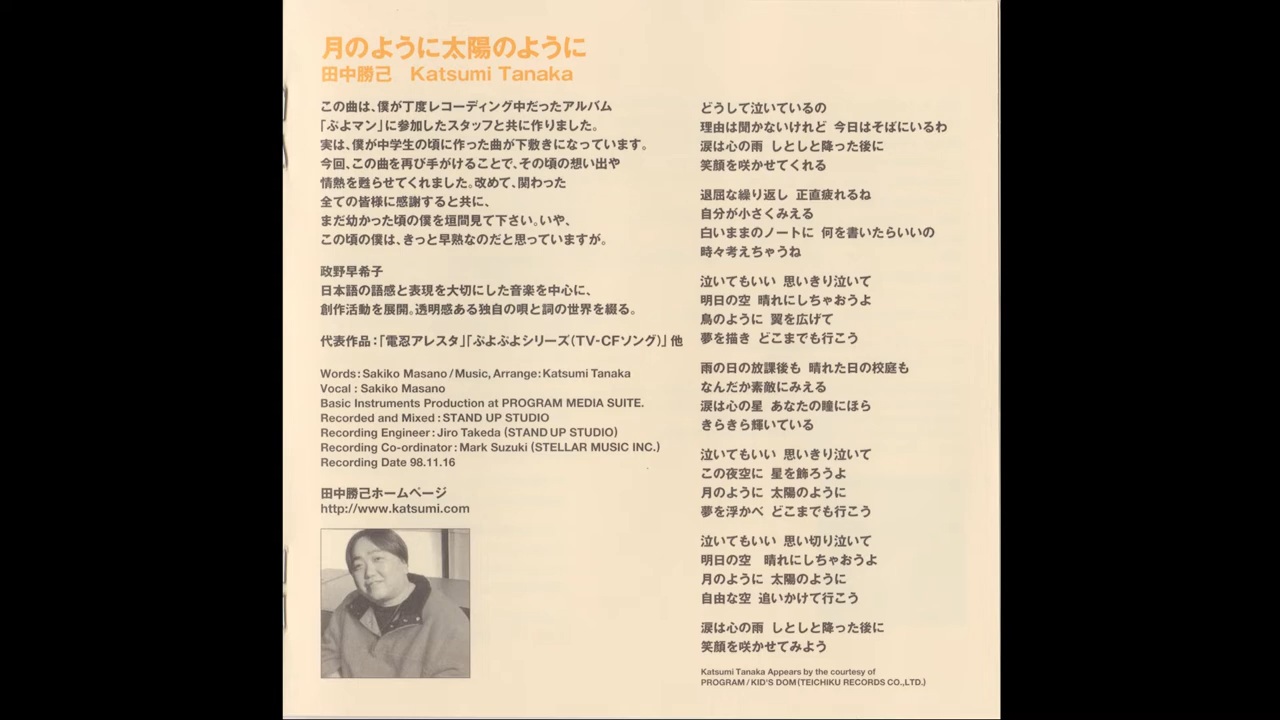 月のように太陽のように
田中勝己 Katsumi Tanaka
この曲は、僕が丁度レコーディング中だったアルバム
「ぷよマン」に参加したスタッフと共に作りました。
実は、僕が中学生の頃に作った曲が下敷きになっています。
今回、この曲を再び手がけることで、その頃の想い出や
情熱を甦らせてくれました。改めて、関わった
全ての皆様に感謝すると共に、
まだ幼かった頃の僕を垣間見て下さい。いや、
この頃の僕は、きっと早熟なのだと思っていますが。
政野早希子
日本語の語感と表現を大切にした音楽を中心に、
創作活動を展開。透明感ある独自の唄と詞の世界を綴る。
代表作品：「電忍アレスタ」「ぷよぷよシリーズ（TV-CFソング）」他
Words : Sakiko Masano / Music, Arrange : Katsumi Tanaka
Vocal : Sakiko Masano
Basic Instruments Production at PROGRAM MEDIA SUITE.
Recorded and Mixed : STAND UP STUDIO
Recording Engineer : Jiro Takeda (STAND UP STUDIO)
Recording Co-ordinator : Mark Suzuki (STELLAR MUSIC INC.)
Recording Date 98.11.16
田中勝己ホームページ
http://www.katsumi.com
どうして泣いているの
理由は聞かないけれど 今日はそばにいるわ
涙は心の雨 しとしと降った後に
笑顔を咲かせてくれる
退屈な繰り返し 正直疲れるね
自分が小さくみえる
白いままのノートに 何を書いたらいいの
時々考えちゃうね
泣いてもいい 思いきり泣いて
明日の空 晴れにしちゃおうよ
鳥のように 翼を広げて
夢を描き どこまでも行こう
雨の日の放課後も 晴れた日の校庭も
なんだか素敵にみえる
涙は心の星 あなたの瞳にほら
きらきら輝いている
泣いてもいい 思いきり泣いて
この夜空に 星を飾ろうよ
月のように 太陽のように
夢を浮かべ どこまでも行こう
泣いてもいい 思い切り泣いて
明日の空 晴れにしちゃおうよ
月のように 太陽のように
自由な空 追いかけて行こう
涙は心の雨 しとしと降った後に
笑顔を咲かせてみよう
Katsumi Tanaka Appears by the courtesy of
PROGRAM / KID'S DOM (TEICHIKU RECORDS CO.,LTD.)